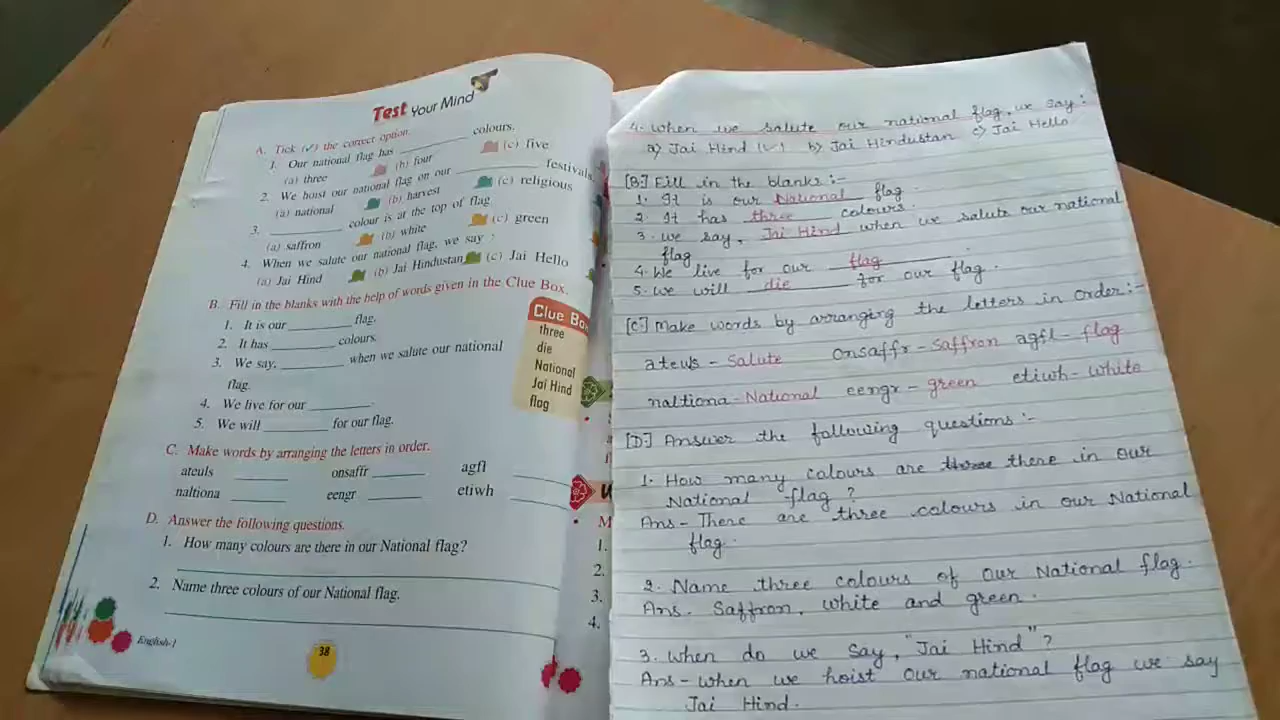 Test Your Mind
A. Tick (✓) the correct option.
1. Our national flag has ________ colours.
(a) three (b) four (c) five
2. We hoist our national flag on our ________ festivals.
(a) national (b) harvest (c) religious
3. ________ colour is at the top of flag.
(a) saffron (b) white (c) green
4. When we salute our national flag, we say :
(a) Jai Hind (b) Jai Hindustan (c) Jai Hello
B. Fill in the blanks with the help of words given in the Clue Box.
1. It is our ________ flag.
2. It has ________ colours.
3. We say, ________ when we salute our national
flag.
4. We live for our ________.
5. We will ________ for our flag.
Clue Bo
three
die
National
Jai Hind
flag
C. Make words by arranging the letters in order.
ateuls ________ onsaffr ________ agfl ________
naltiona ________ eengr ________ etiwh ________
D. Answer the following questions.
1. How many colours are there in our National flag?
2. Name three colours of our National flag.
English-1
38
M
1.
2.
3.
4.
4. When we salute our national flag, we say :
a) Jai Hind (✓) b) Jai Hindustan c) Jai Hello
[B:] Fill in the blanks :-
1. It is our National flag
2. It has three colours.
3. We say, Jai Hind when we salute our national
flag
4. We live for our flag.
5. We will die for our flag.
[C:] Make words by arranging the letters in order:-
ateuls - Salute onsaffr - Saffron agfl - flag
naltiona - National eengr - green etiwh - white
[D:] Answer the following questions :-
1. How many colours are three there in our
National flag ?
Ans - There are three colours in our National
flag.
2. Name three colours of our National flag.
Ans. Saffron, white and green.
3. When do we say, "Jai Hind" ?
Ans - When we hoist our national flag we say
Jai Hind.